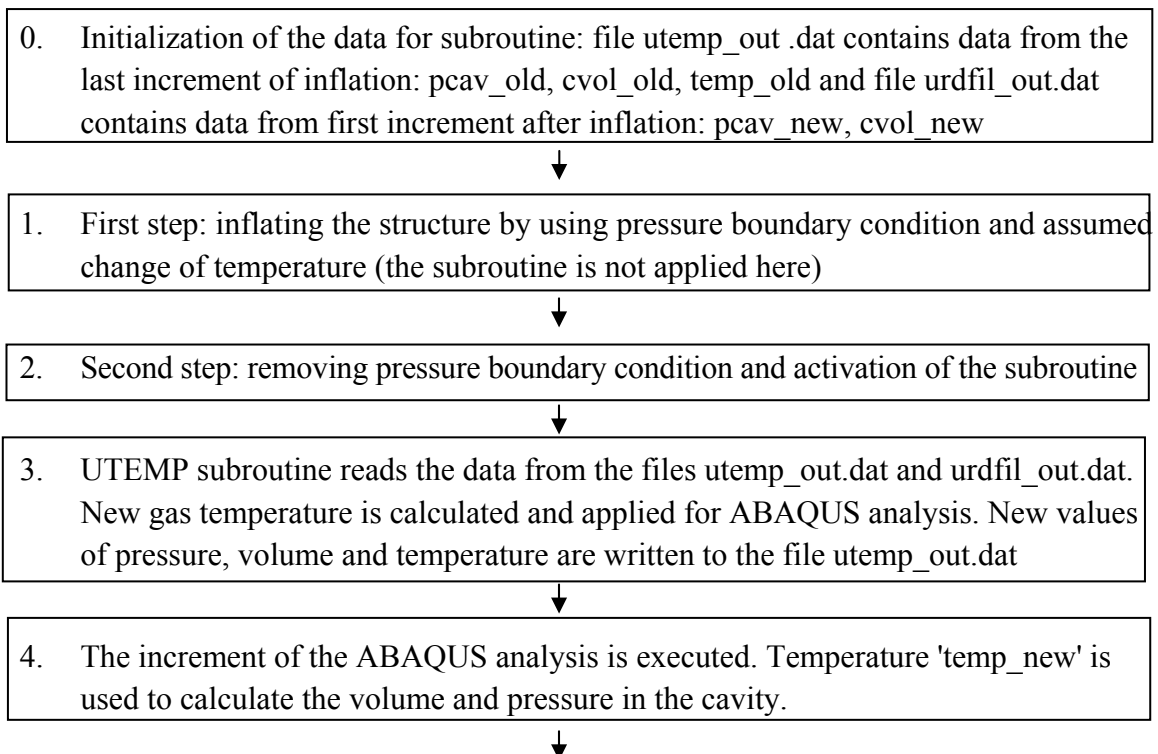 0. Initialization of the data for subroutine: file utemp_out .dat contains data from the
last increment of inflation: pcav_old, cvol_old, temp_old and file urdfil_out.dat
contains data from first increment after inflation: pcav_new, cvol_new
1. First step: inflating the structure by using pressure boundary condition and assumed
change of temperature (the subroutine is not applied here)
2. Second step: removing pressure boundary condition and activation of the subroutine
3. UTEMP subroutine reads the data from the files utemp_out.dat and urdfil_out.dat.
New gas temperature is calculated and applied for ABAQUS analysis. New values
of pressure, volume and temperature are written to the file utemp_out.dat
4. The increment of the ABAQUS analysis is executed. Temperature 'temp_new' is
used to calculate the volume and pressure in the cavity.